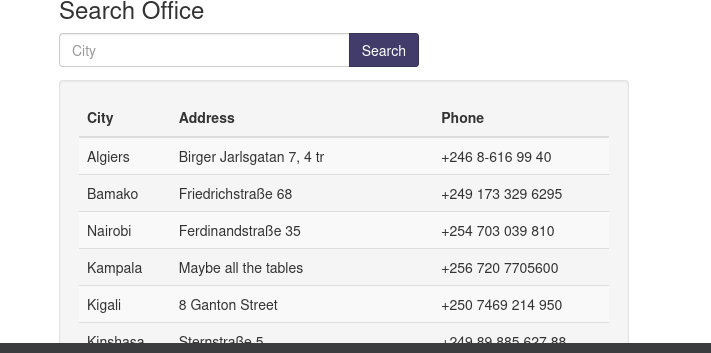 Search Office
City Search
City Address Phone
Algiers Birger Jarlsgatan 7, 4 tr +246 8-616 99 40
Bamako Friedrichstraße 68 +249 173 329 6295
Nairobi Ferdinandstraße 35 +254 703 039 810
Kampala Maybe all the tables +256 720 7705600
Kigali 8 Ganton Street +250 7469 214 950
Kinshasa Sternstraße 5 +249 89 885 627 88